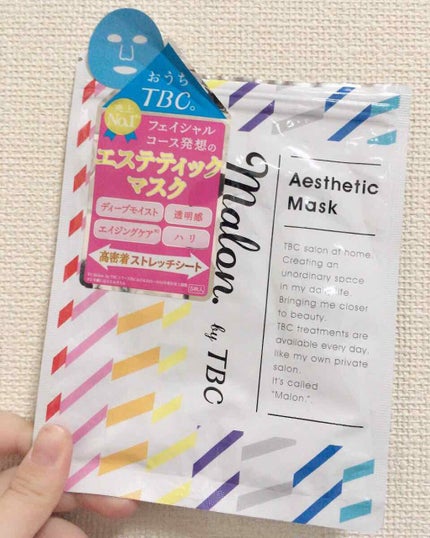 おうち
TBC。
史上
No.1
フェイシャル
コース発想の
エステティック
マスク
ディープモイスト
透明感
エイジングケア
ハリ
高密着ストレッチシート
5枚入
Malon. by TBC
Aesthetic
Mask
TBC salon at home.
Creating an
unordinary space
in my daily life.
Bringing me closer
to beauty.
TBC treatments are
available every day,
like my own private
salon.
It's called
"Malon.".